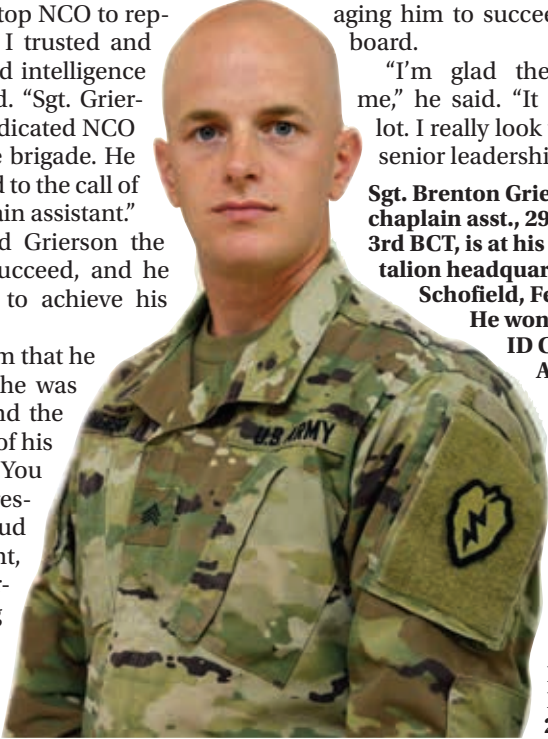 top NCO to rep-
I trusted and
d intelligence
d. “Sgt. Grier-
dicated NCO
e brigade. He
d to the call of
ain assistant.”
d Grierson the
ucceed, and he
to achieve his
m that he
he was
nd the
of his
You
res-
ud
nt,
r-
g
aging him to succee
board.
“I’m glad the
me,” he said. “It
lot. I really look
senior leadershi
Sgt. Brenton Grie
chaplain asst., 29
3rd BCT, is at his
talion headquar
Schofield, Fe
He won
ID
A
U.S. ARMY